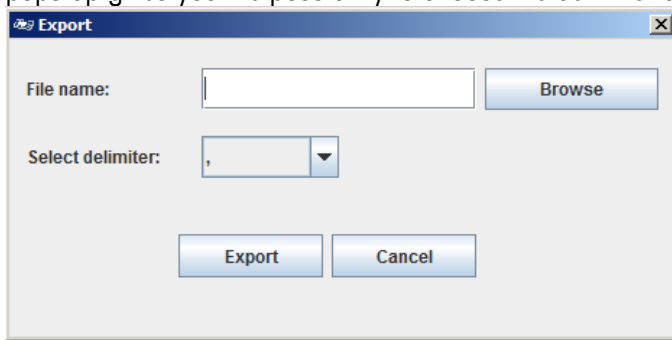 Export
File name:
Browse
Select delimiter: ,
Export Cancel